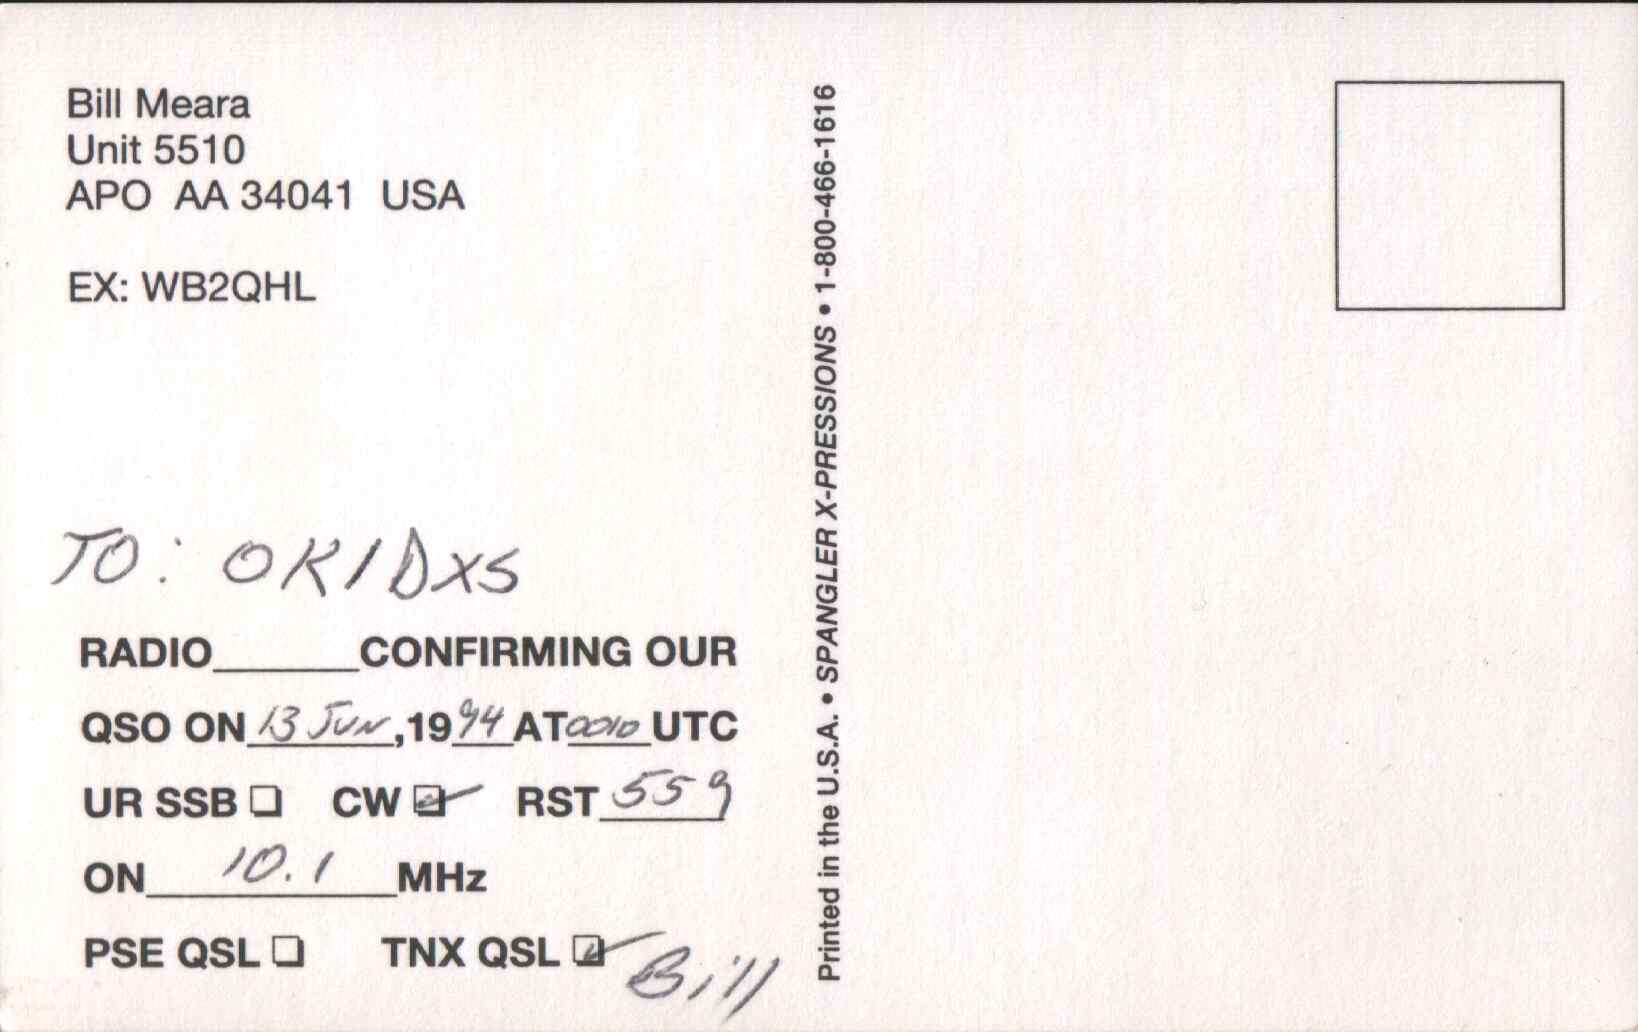 Bill Meara
Unit 5510
APO AA 34041 USA
EX: WB2QHL
TO: OK1DXS
RADIO______CONFIRMING OUR
QSO ON 13 JUN, 1994 AT 0010 UTC
UR SSB ❏ CW ☑ RST 559
ON 10.1 MHz
PSE QSL ❏ TNX QSL ☑ Bill
Printed in the U.S.A. • SPANGLER X-PRESSIONS • 1-800-466-1616